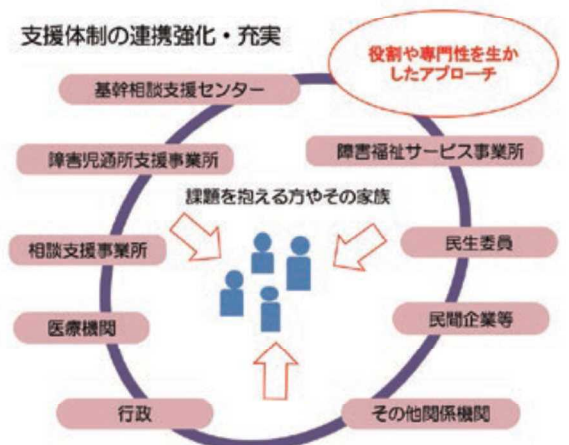 支援体制の連携強化・充実
役割や専門性を生か
したアプローチ
基幹相談支援センター
障害児通所支援事業所
障害福祉サービス事業所
課題を抱える方やその家族
相談支援事業所
民生委員
医療機関
民間企業等
行政
その他関係機関